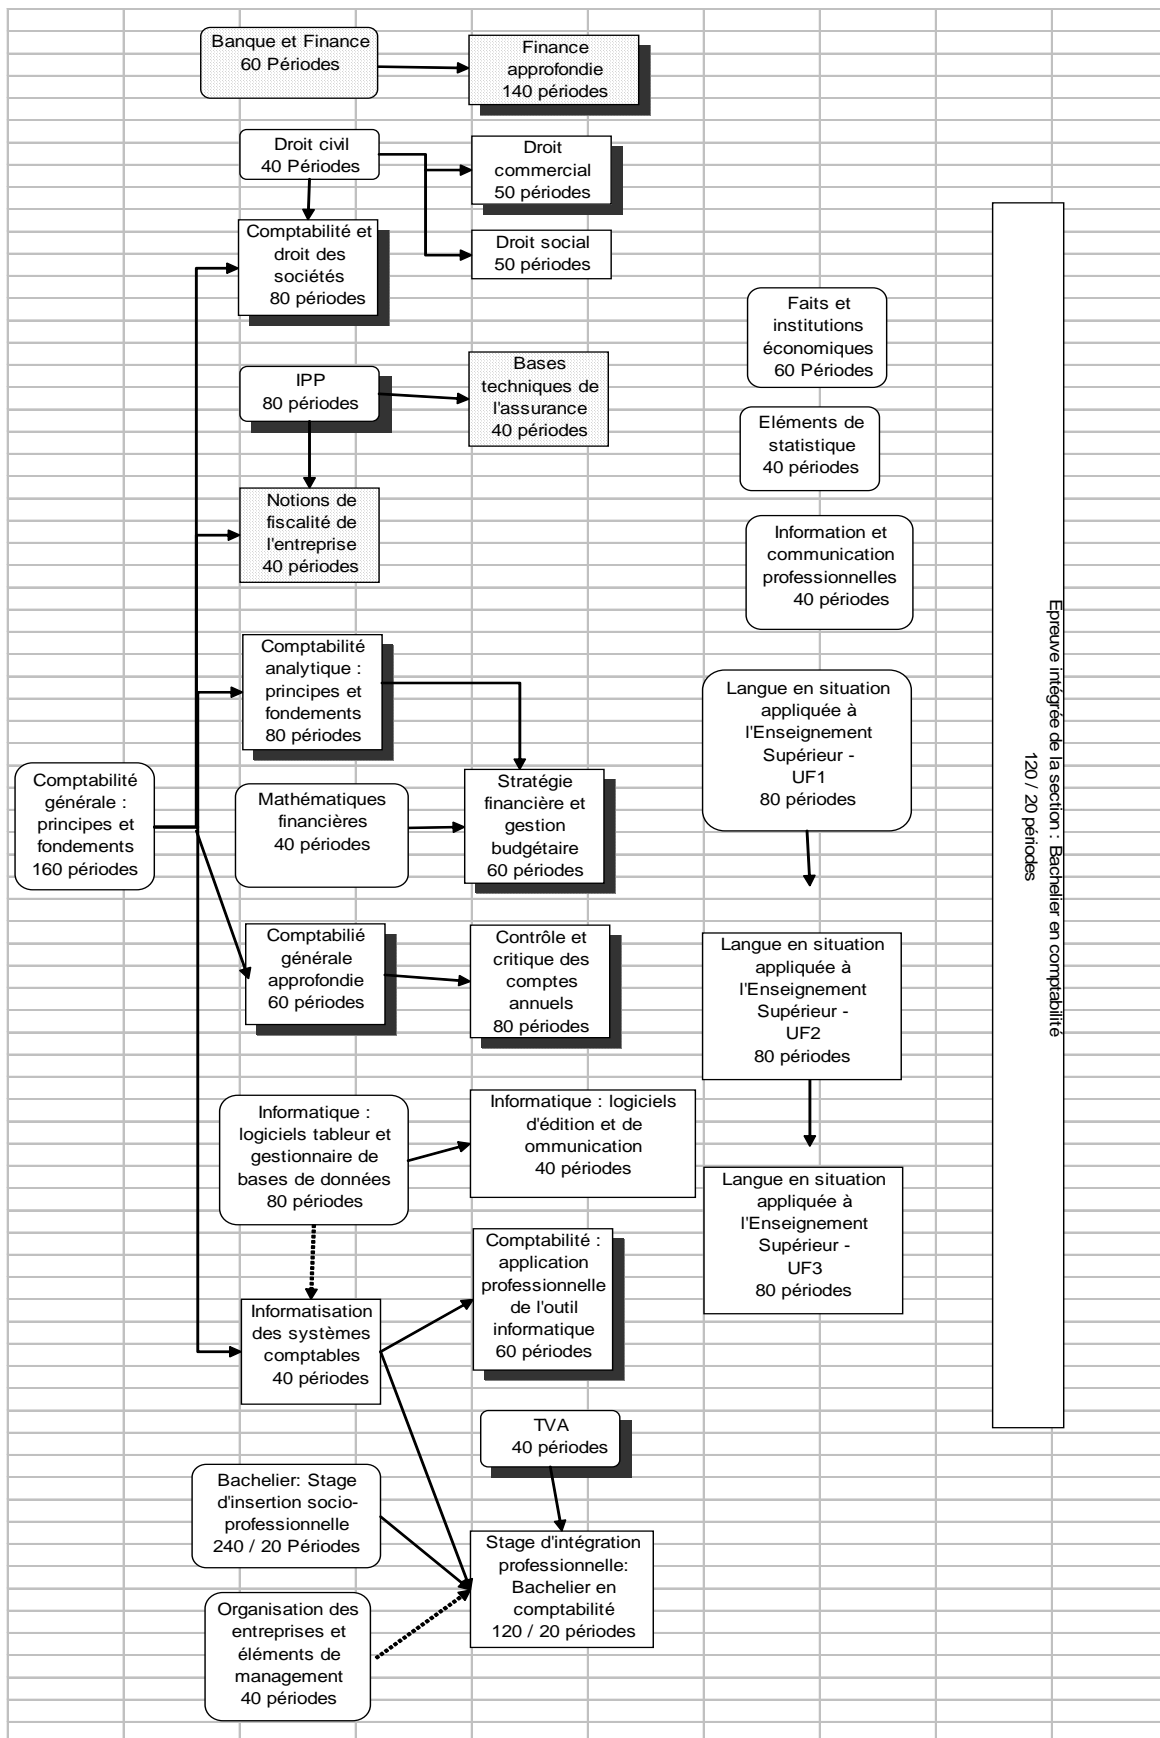 Banque et Finance
60 Périodes
Finance
approfondie
140 périodes
Droit civil
40 Périodes
Droit
commercial
50 périodes
Comptabilité et
droit des
sociétés
80 périodes
Droit social
50 périodes
Faits et
institutions
économiques
60 Périodes
IPP
80 périodes
Bases
techniques de
l'assurance
40 périodes
Eléments de
statistique
40 périodes
Notions de
fiscalité de
l'entreprise
40 périodes
Information et
communication
professionnelles
40 périodes
Epreuve intégrée de la section : Bachelier en comptabilité
120 / 20 périodes
Comptabilité
analytique :
principes et
fondements
80 périodes
Langue en situation
appliquée à
l'Enseignement
Supérieur -
UF1
80 périodes
Comptabilité
générale :
principes et
fondements
160 périodes
Mathématiques
financières
40 périodes
Stratégie
financière et
gestion
budgétaire
60 périodes
Comptabilié
générale
approfondie
60 périodes
Contrôle et
critique des
comptes
annuels
80 périodes
Langue en situation
appliquée à
l'Enseignement
Supérieur -
UF2
80 périodes
Informatique :
logiciels tableur et
gestionnaire de
bases de données
80 périodes
Informatique : logiciels
d'édition et de
ommunication
40 périodes
Langue en situation
appliquée à
l'Enseignement
Supérieur -
UF3
80 périodes
Comptabilité :
application
professionnelle
de l'outil
informatique
60 périodes
Informatisation
des systèmes
comptables
40 périodes
TVA
40 périodes
Bachelier: Stage
d'insertion socio-
professionnelle
240 / 20 Périodes
Stage d'intégration
professionnelle:
Bachelier en
comptabilité
120 / 20 périodes
Organisation des
entreprises et
éléments de
management
40 périodes